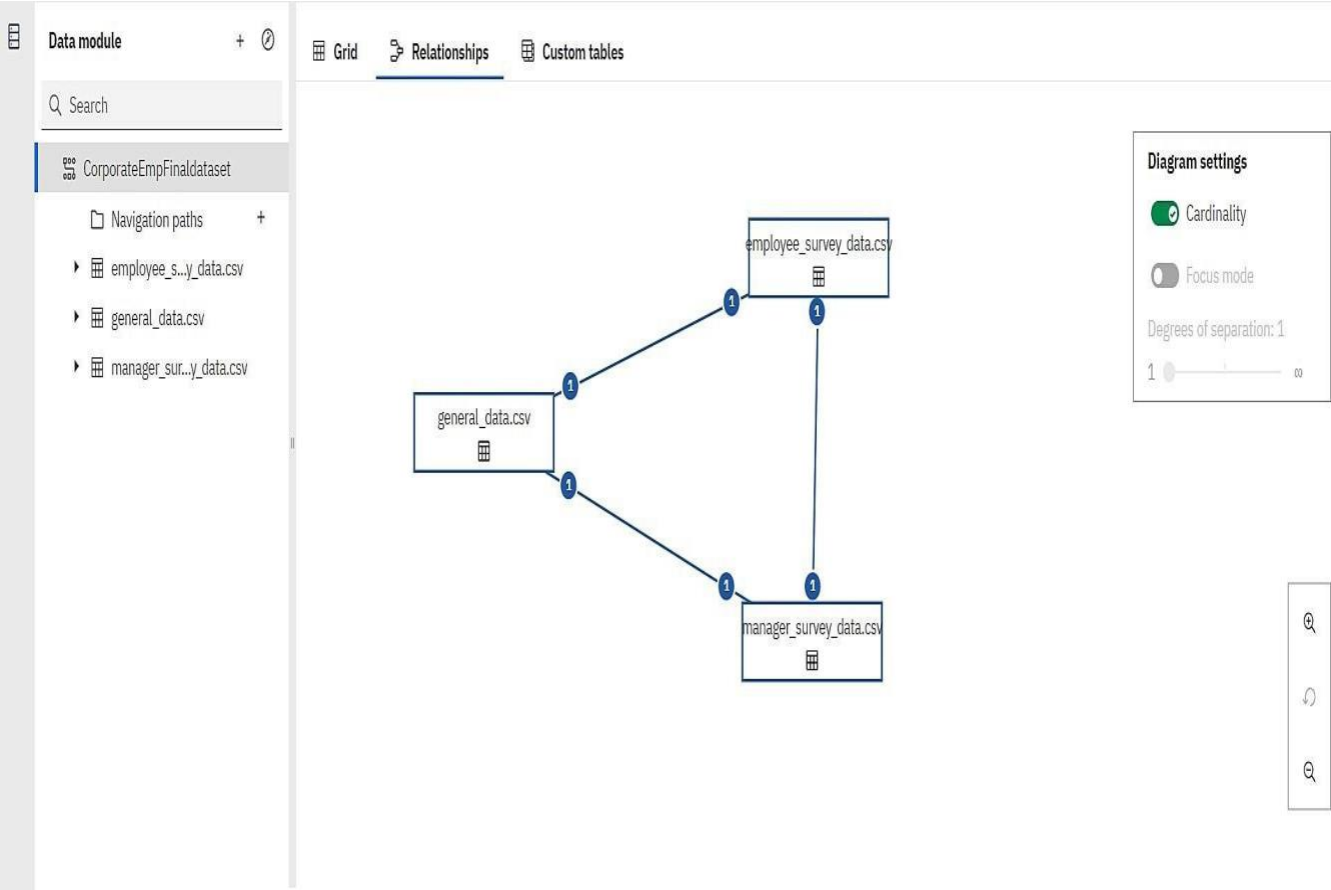 Data module
+
Search
CorporateEmpFinaldataset
Navigation paths +
employee_s...y_data.csv
general_data.csv
manager_sur...y_data.csv
Grid Relationships Custom tables
employee_survey_data.csv
1
1
1
general_data.csv
1
1
1
manager_survey_data.csv
Diagram settings
Cardinality
Focus mode
Degrees of separation: 1
1 ∞